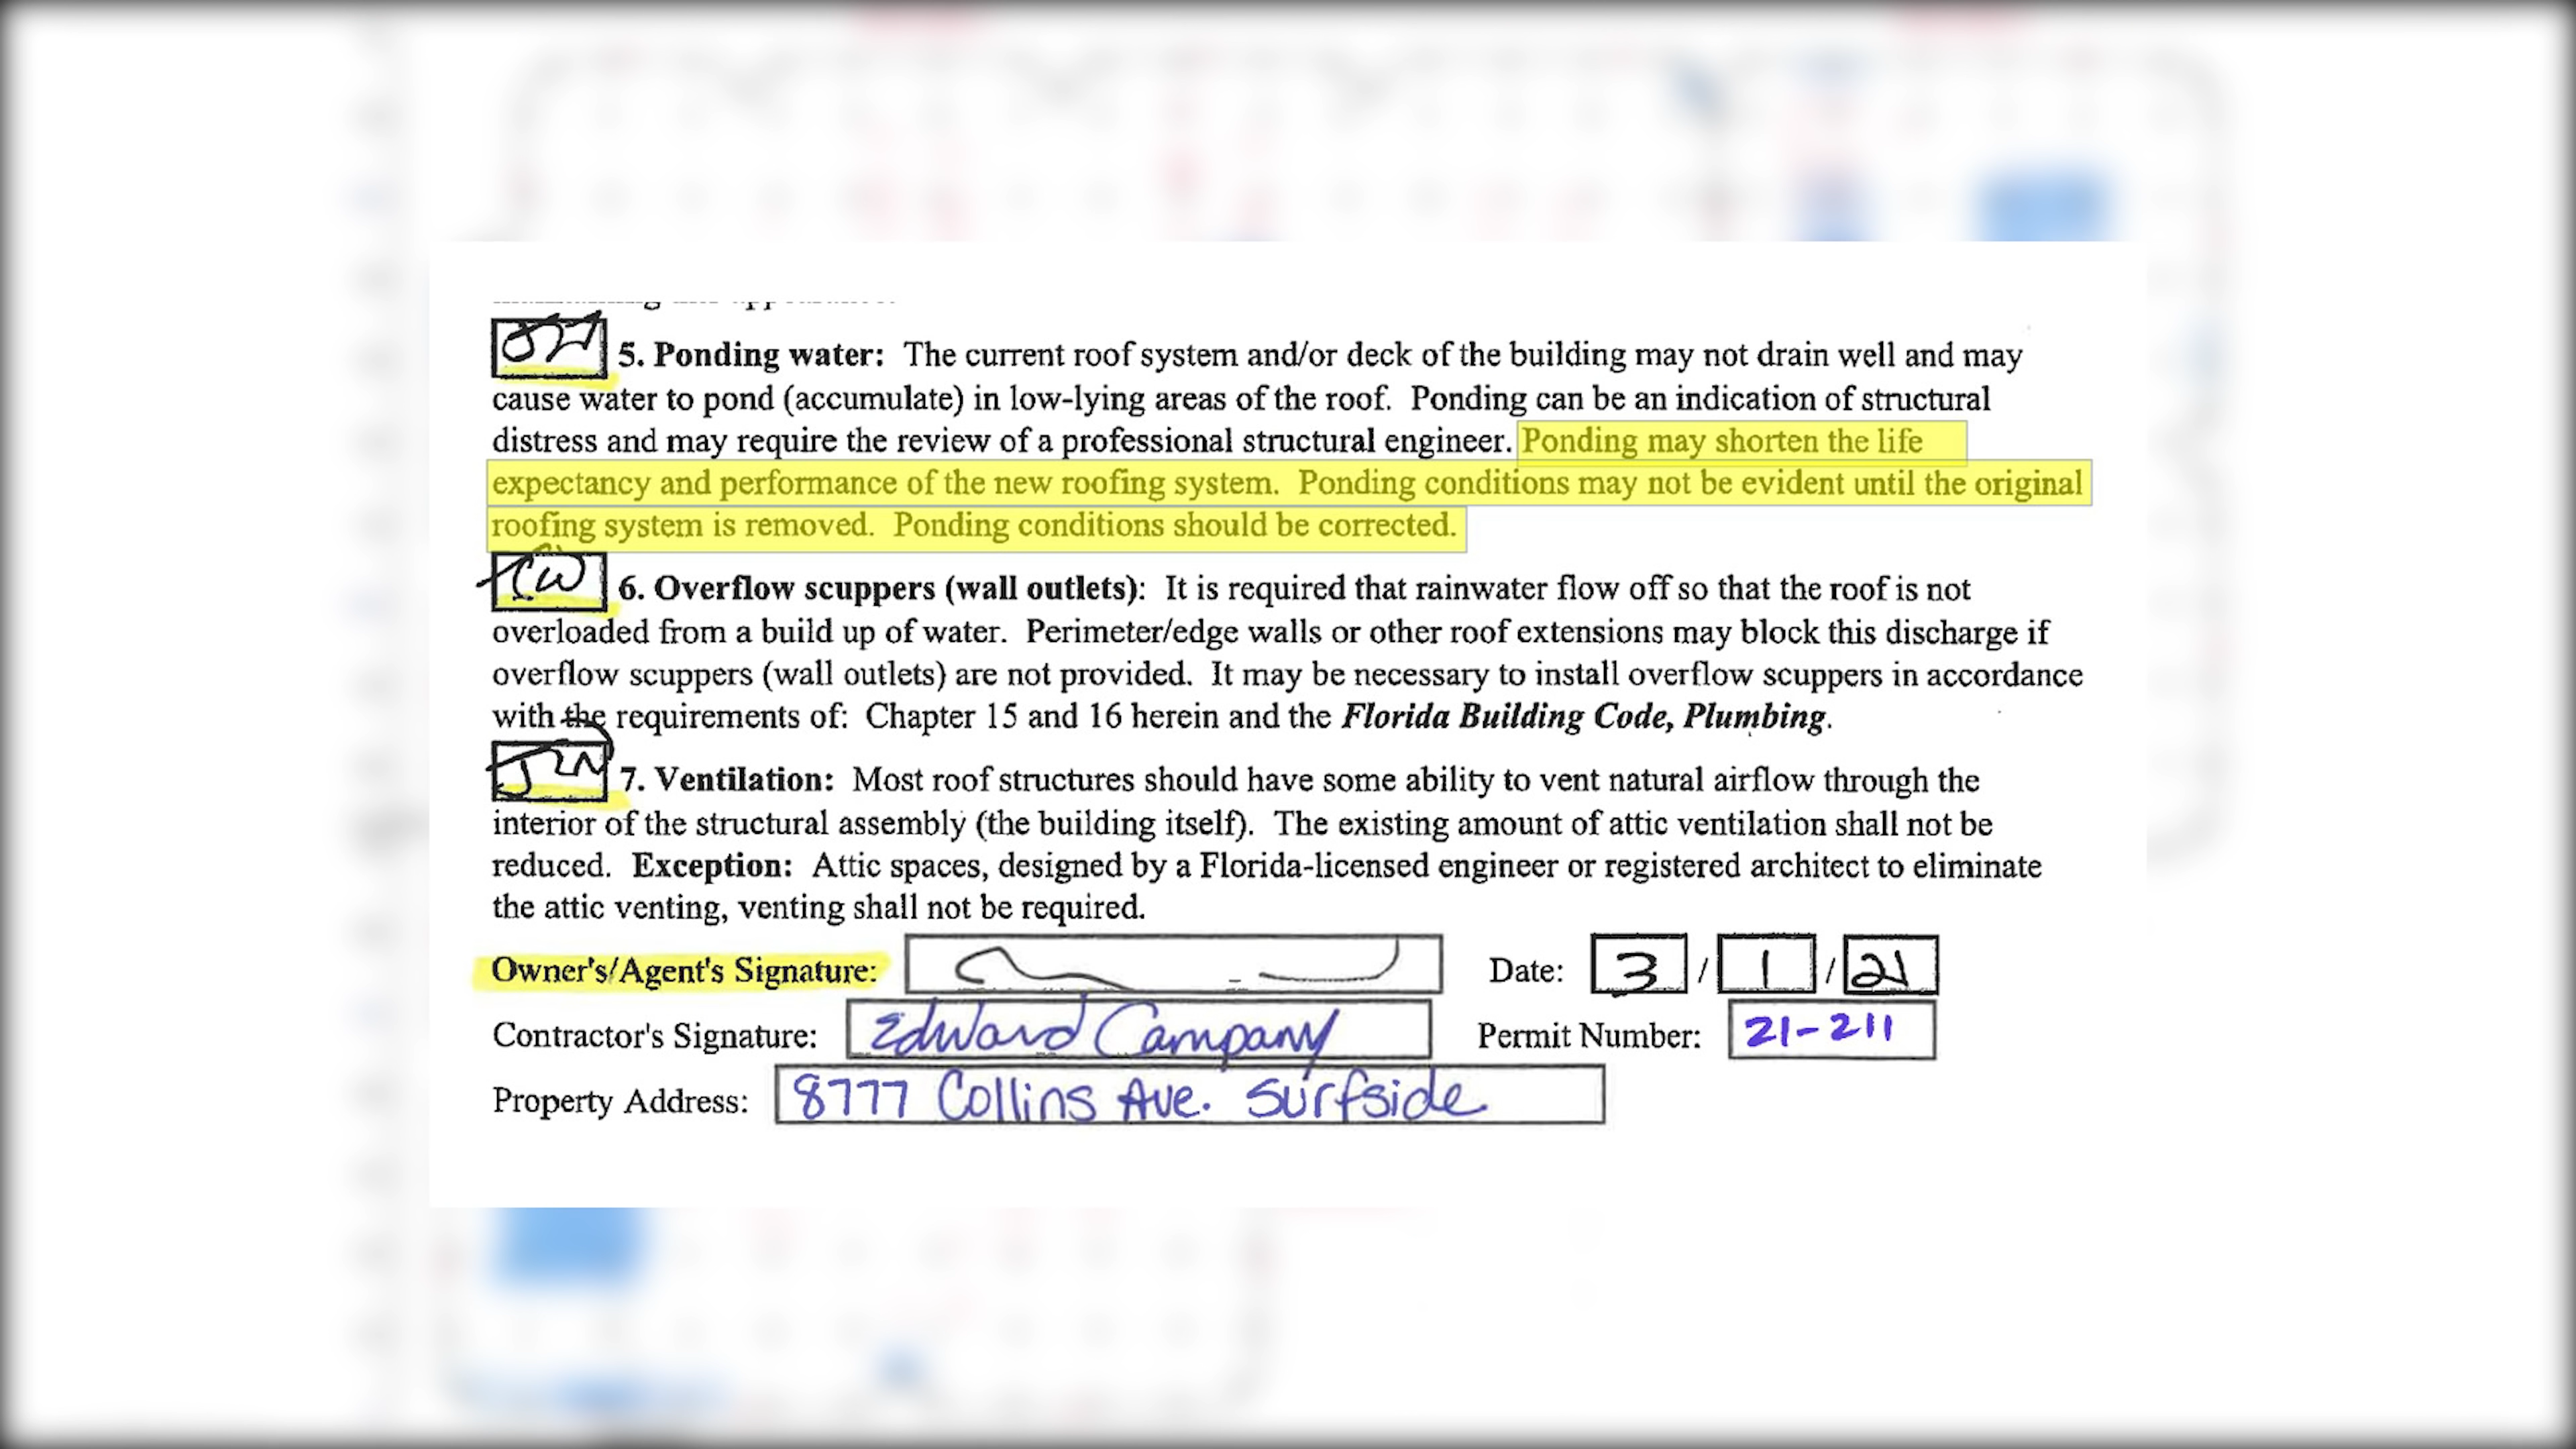 5. Ponding water: The current roof system and/or deck of the building may not drain well and may
cause water to pond (accumulate) in low-lying areas of the roof. Ponding can be an indication of structural
distress and may require the review of a professional structural engineer. Ponding may shorten the life
expectancy and performance of the new roofing system. Ponding conditions may not be evident until the original
roofing system is removed. Ponding conditions should be corrected.
6. Overflow scuppers (wall outlets): It is required that rainwater flow off so that the roof is not
overloaded from a build up of water. Perimeter/edge walls or other roof extensions may block this discharge if
overflow scuppers (wall outlets) are not provided. It may be necessary to install overflow scuppers in accordance
with the requirements of: Chapter 15 and 16 herein and the Florida Building Code, Plumbing.
7. Ventilation: Most roof structures should have some ability to vent natural airflow through the
interior of the structural assembly (the building itself). The existing amount of attic ventilation shall not be
reduced. Exception: Attic spaces, designed by a Florida-licensed engineer or registered architect to eliminate
the attic venting, venting shall not be required.
Owner's/Agent's Signature: Date: 3 / 1 / 21
Contractor's Signature: Edward Campany Permit Number: 21-211
Property Address: 8777 Collins Ave. Surfside